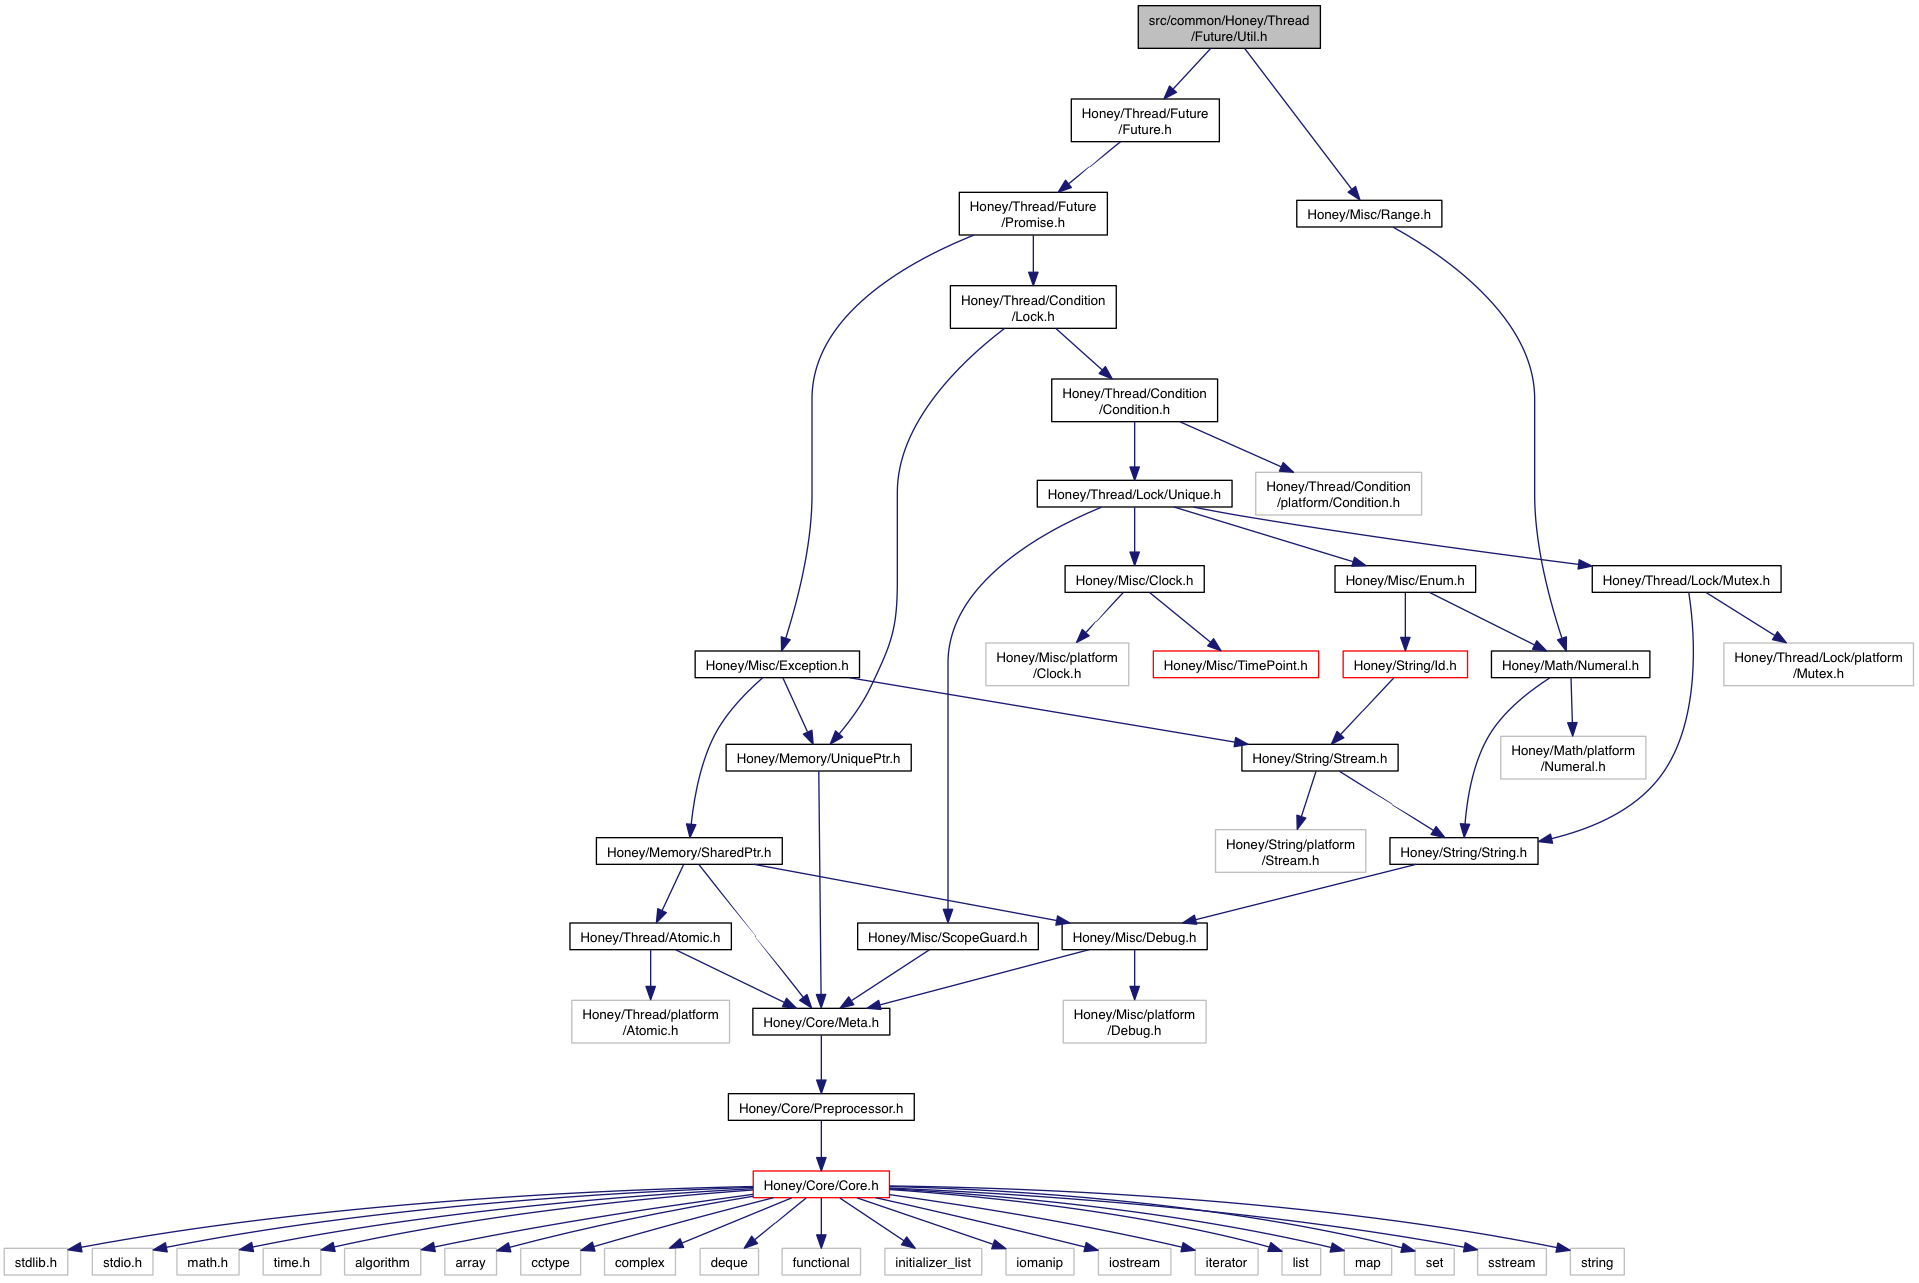 src/common/Honey/Thread
/Future/Util.h
Honey/Thread/Future
/Future.h
Honey/Thread/Future
/Promise.h
Honey/Misc/Range.h
Honey/Thread/Condition
/Lock.h
Honey/Thread/Condition
/Condition.h
Honey/Thread/Lock/Unique.h
Honey/Thread/Condition
/platform/Condition.h
Honey/Misc/Clock.h
Honey/Misc/Enum.h
Honey/Thread/Lock/Mutex.h
Honey/Misc/Exception.h
Honey/Misc/platform
/Clock.h
Honey/Misc/TimePoint.h
Honey/String/Id.h
Honey/Math/Numeral.h
Honey/Thread/Lock/platform
/Mutex.h
Honey/Memory/UniquePtr.h
Honey/String/Stream.h
Honey/Math/platform
/Numeral.h
Honey/Memory/SharedPtr.h
Honey/String/platform
/Stream.h
Honey/String/String.h
Honey/Thread/Atomic.h
Honey/Misc/ScopeGuard.h
Honey/Misc/Debug.h
Honey/Thread/platform
/Atomic.h
Honey/Core/Meta.h
Honey/Misc/platform
/Debug.h
Honey/Core/Preprocessor.h
Honey/Core/Core.h
stdlib.h
stdio.h
math.h
time.h
algorithm
array
cctype
complex
deque
functional
initializer_list
iomanip
iostream
iterator
list
map
set
sstream
string